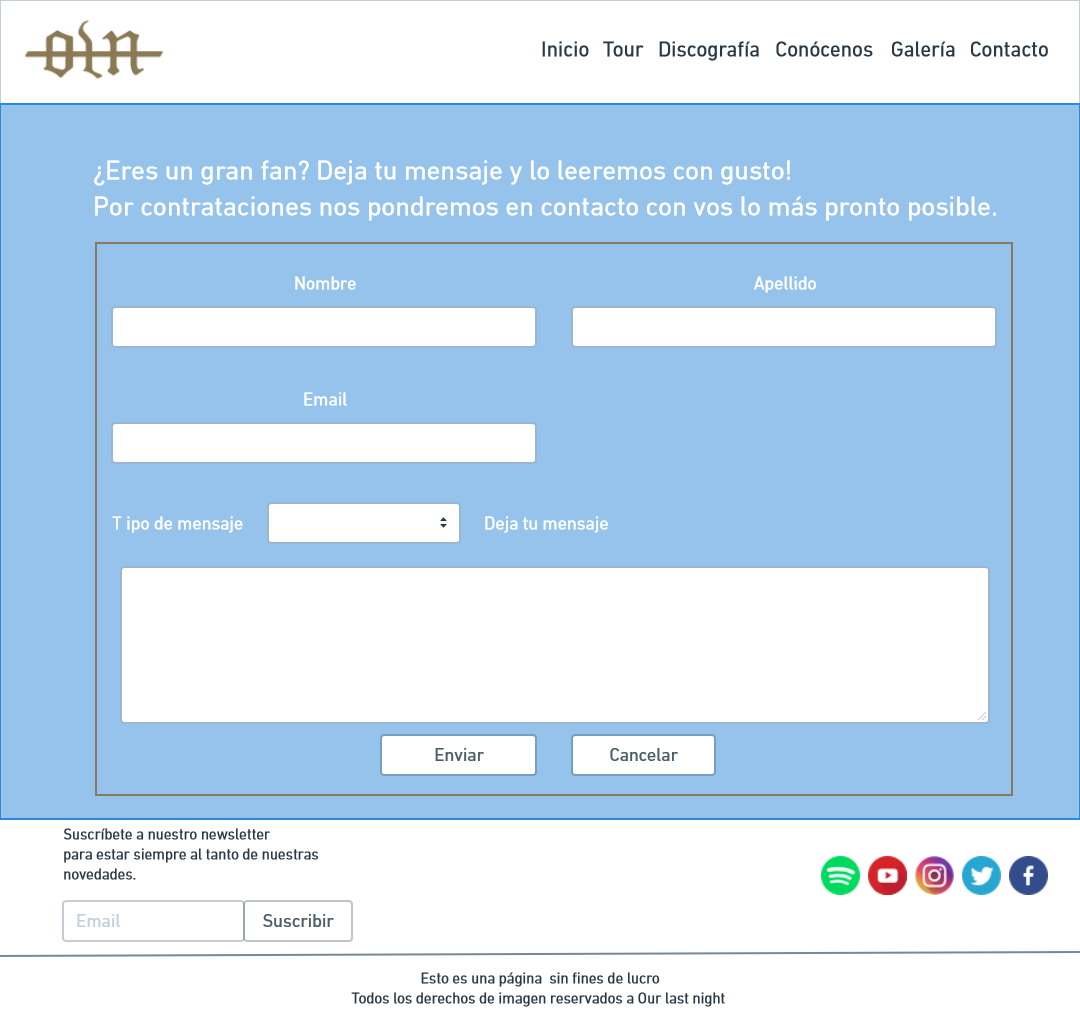 oln
Inicio Tour Discografía Conócenos Galería Contacto
¿Eres un gran fan? Deja tu mensaje y lo leeremos con gusto!
Por contrataciones nos pondremos en contacto con vos lo más pronto posible.
Nombre Apellido
Email
T ipo de mensaje Deja tu mensaje
Enviar Cancelar
Suscríbete a nuestro newsletter
para estar siempre al tanto de nuestras
novedades.
Email Suscribir
Esto es una página sin fines de lucro
Todos los derechos de imagen reservados a Our last night